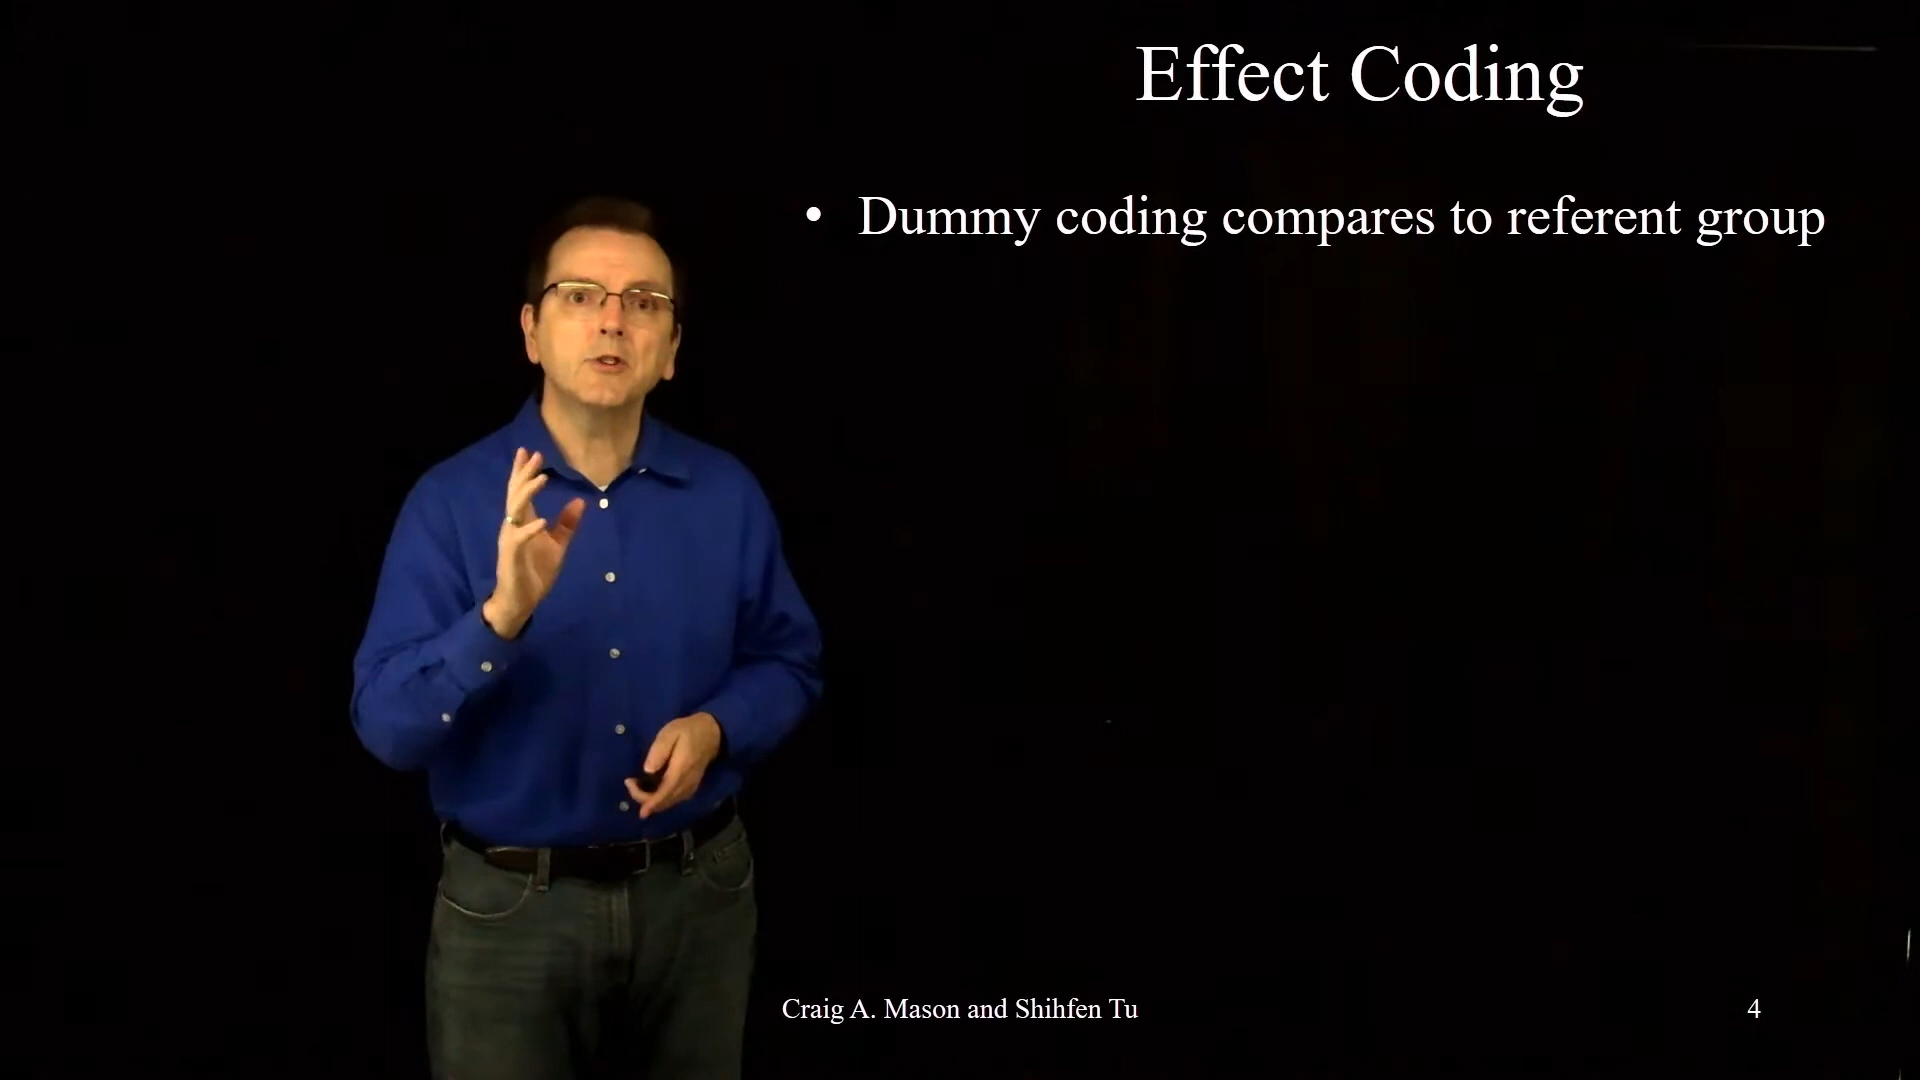 Effect Coding
• Dummy coding compares to referent group
Craig A. Mason and Shihfen Tu
4